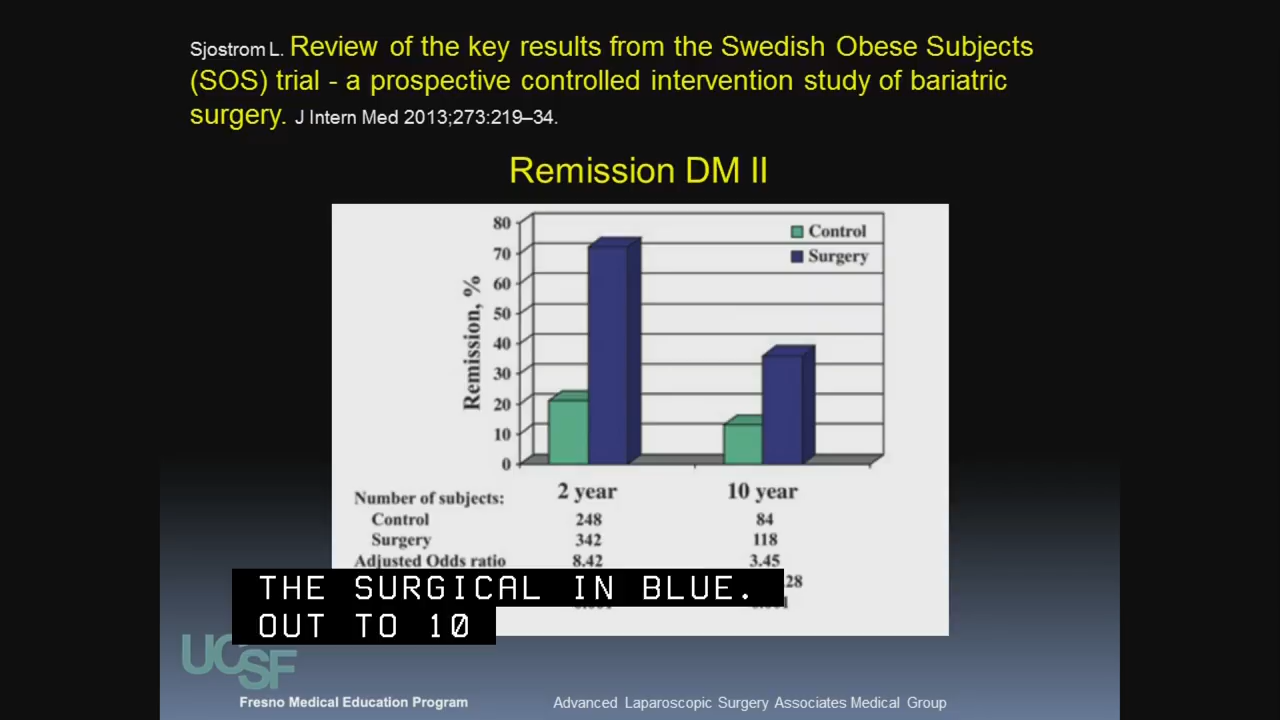 Sjostrom L. Review of the key results from the Swedish Obese Subjects
(SOS) trial - a prospective controlled intervention study of bariatric
surgery. J Intern Med 2013;273:219–34.
Remission DM II
80
70
60
50
40
30
20
10
0
Remission, %
Control
Surgery
2 year 10 year
Number of subjects:
Control 248 84
Surgery 342 118
Adjusted Odds ratio 8.42 3.45
THE SURGICAL IN BLUE.
OUT TO 10
UCSF
Fresno Medical Education Program
Advanced Laparoscopic Surgery Associates Medical Group